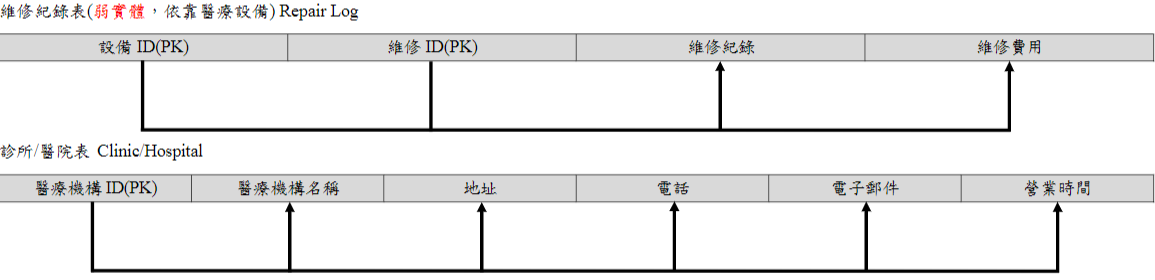 維修紀錄表(弱實體，依靠醫療設備) Repair Log
設備 ID(PK) 維修 ID(PK) 維修紀錄 維修費用
診所/醫院表 Clinic/Hospital
醫療機構 ID(PK) 醫療機構名稱 地址 電話 電子郵件 營業時間